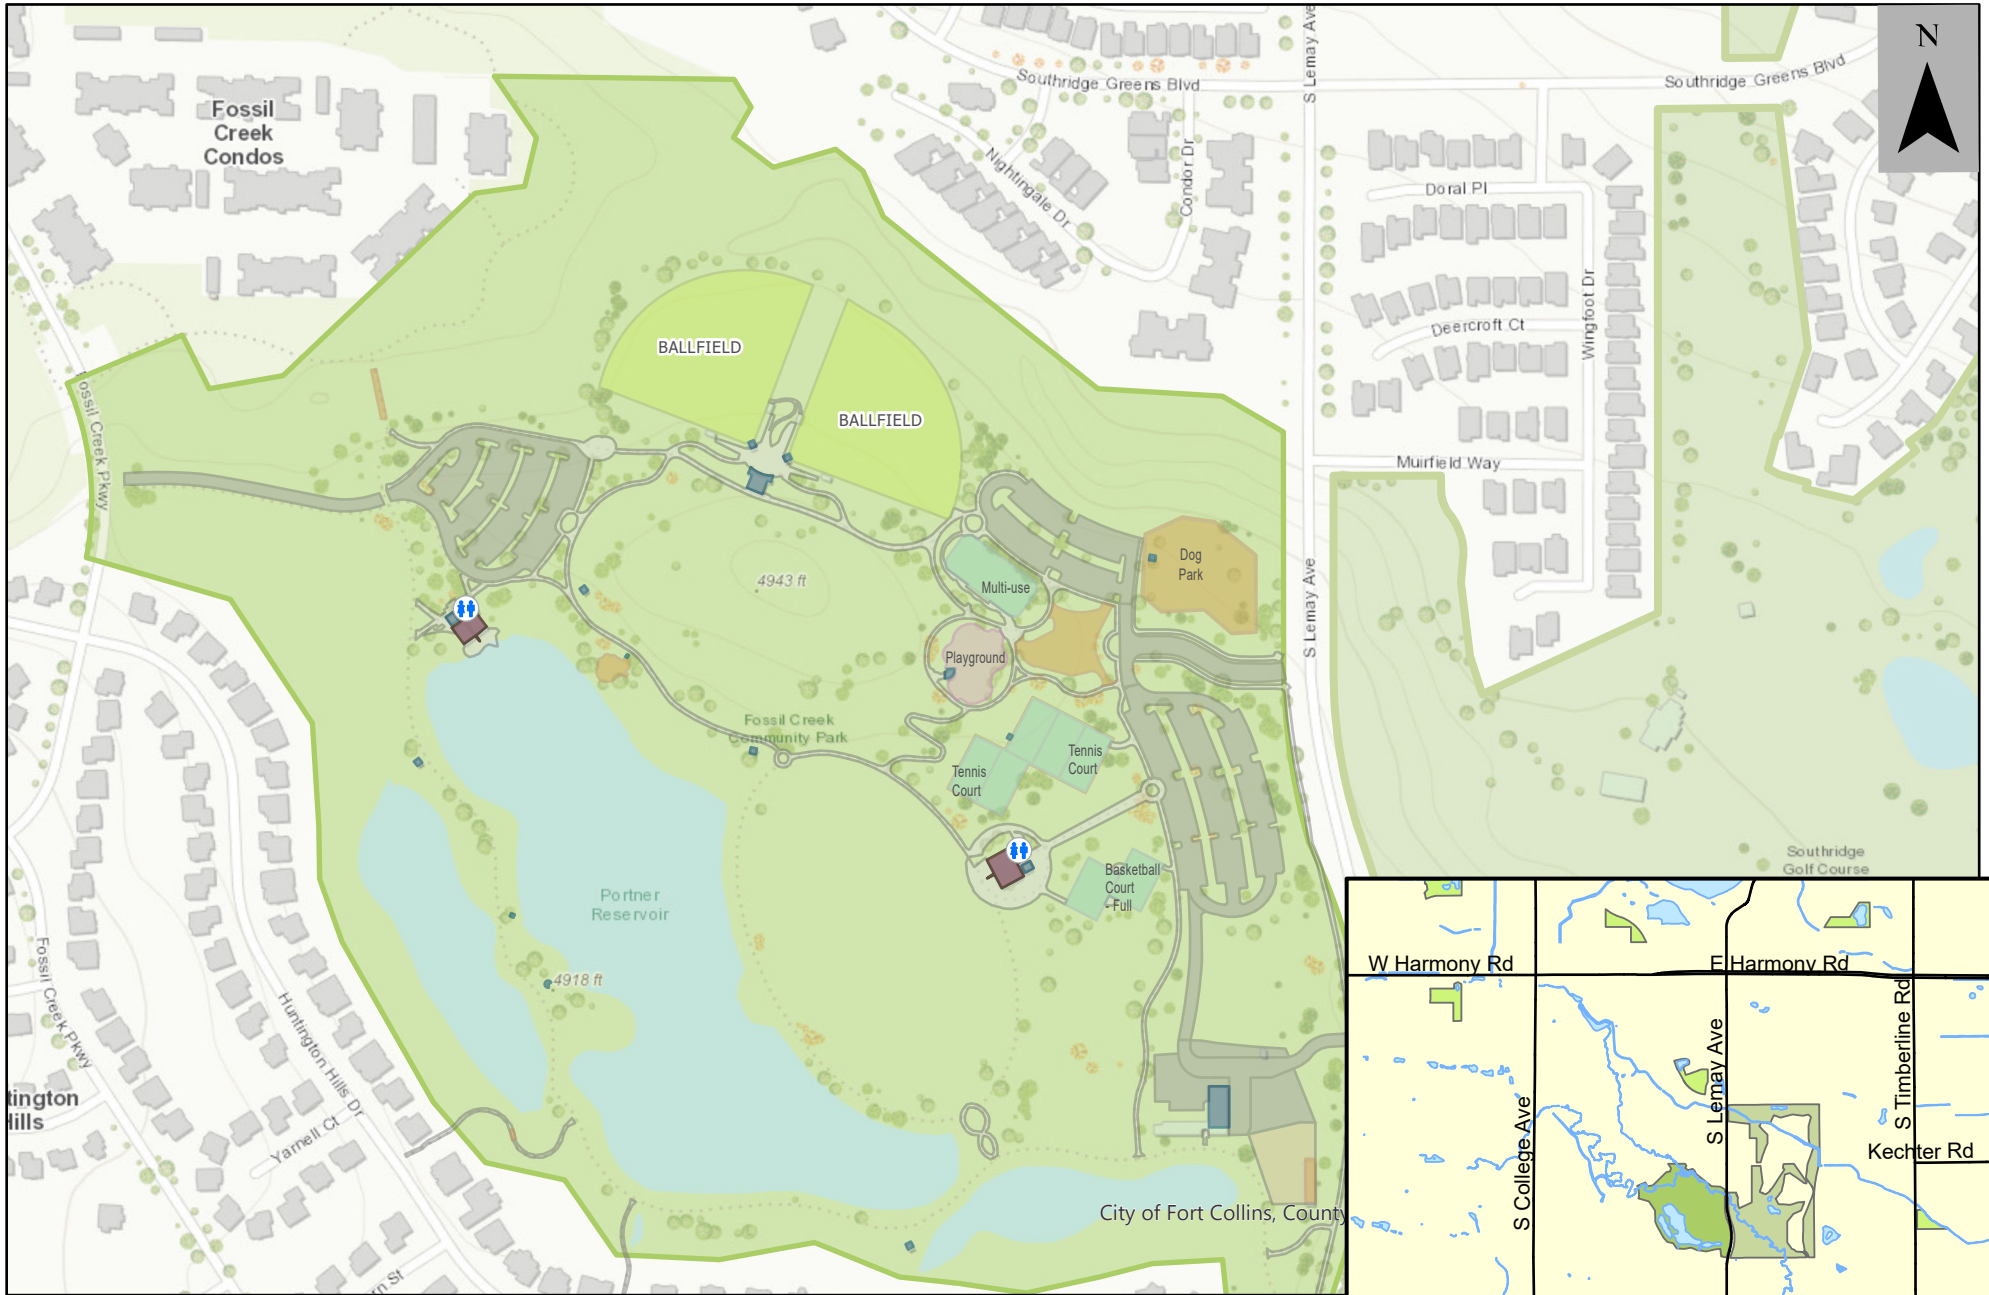 N
S Lemay Ave
Southridge Greens Blvd
Southridge Greens Blvd
Fossil
Creek
Condos
Nightingale Dr
Condor Dr
Doral Pl
Wingfoot Dr
Deercroft Ct
BALLFIELD
BALLFIELD
Fossil Creek Pkwy
Muirfield Way
Dog
Park
S Lemay Ave
4943 ft
Multi-use
Playground
Fossil Creek
Community Park
Tennis
Court
Tennis
Court
Southridge
Golf Course
Basketball
Court
- Full
Portner
Reservoir
4918 ft
Fossil Creek Pkwy
Huntington Hills Dr
tington
Hills
Yarnell Ct
rn St
City of Fort Collins, County
W Harmony Rd
E Harmony Rd
S College Ave
S Lemay Ave
S Timberline Rd
Kechter Rd